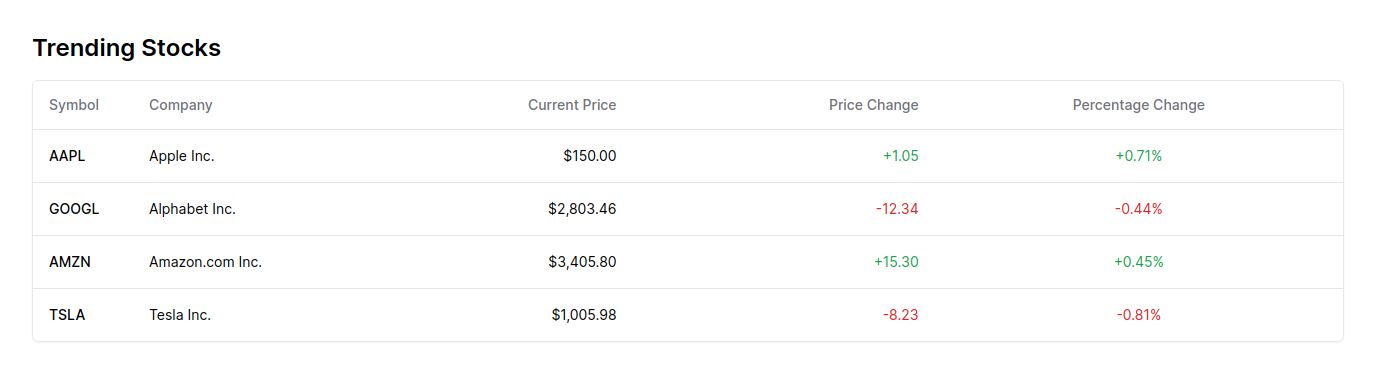 Trending Stocks
Symbol Company Current Price Price Change Percentage Change
AAPL Apple Inc. $150.00 +1.05 +0.71%
GOOGL Alphabet Inc. $2,803.46 -12.34 -0.44%
AMZN Amazon.com Inc. $3,405.80 +15.30 +0.45%
TSLA Tesla Inc. $1,005.98 -8.23 -0.81%